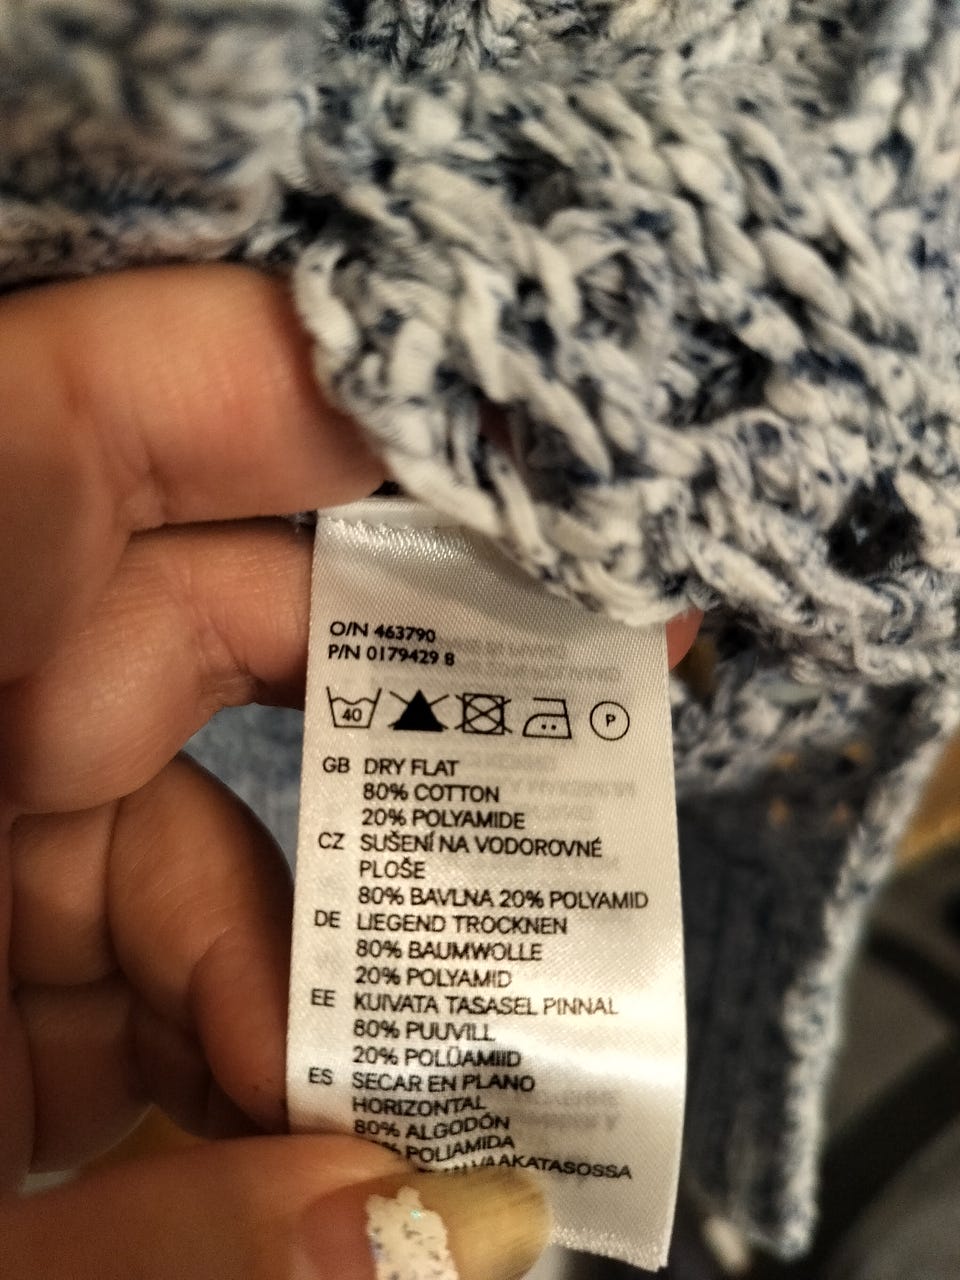 O/N 463790
P/N 0179429 8
40 P
GB DRY FLAT
80% COTTON
20% POLYAMIDE
CZ SUŠENÍ NA VODOROVNÉ
PLOŠE
80% BAVLNA 20% POLYAMID
DE LIEGEND TROCKNEN
80% BAUMWOLLE
20% POLYAMID
EE KUIVATA TASASEL PINNAL
80% PUUVILL
20% POLÜAMIID
ES SECAR EN PLANO
HORIZONTAL
80% ALGODÓN
% POLIAMIDA
VAAKATASOSSA